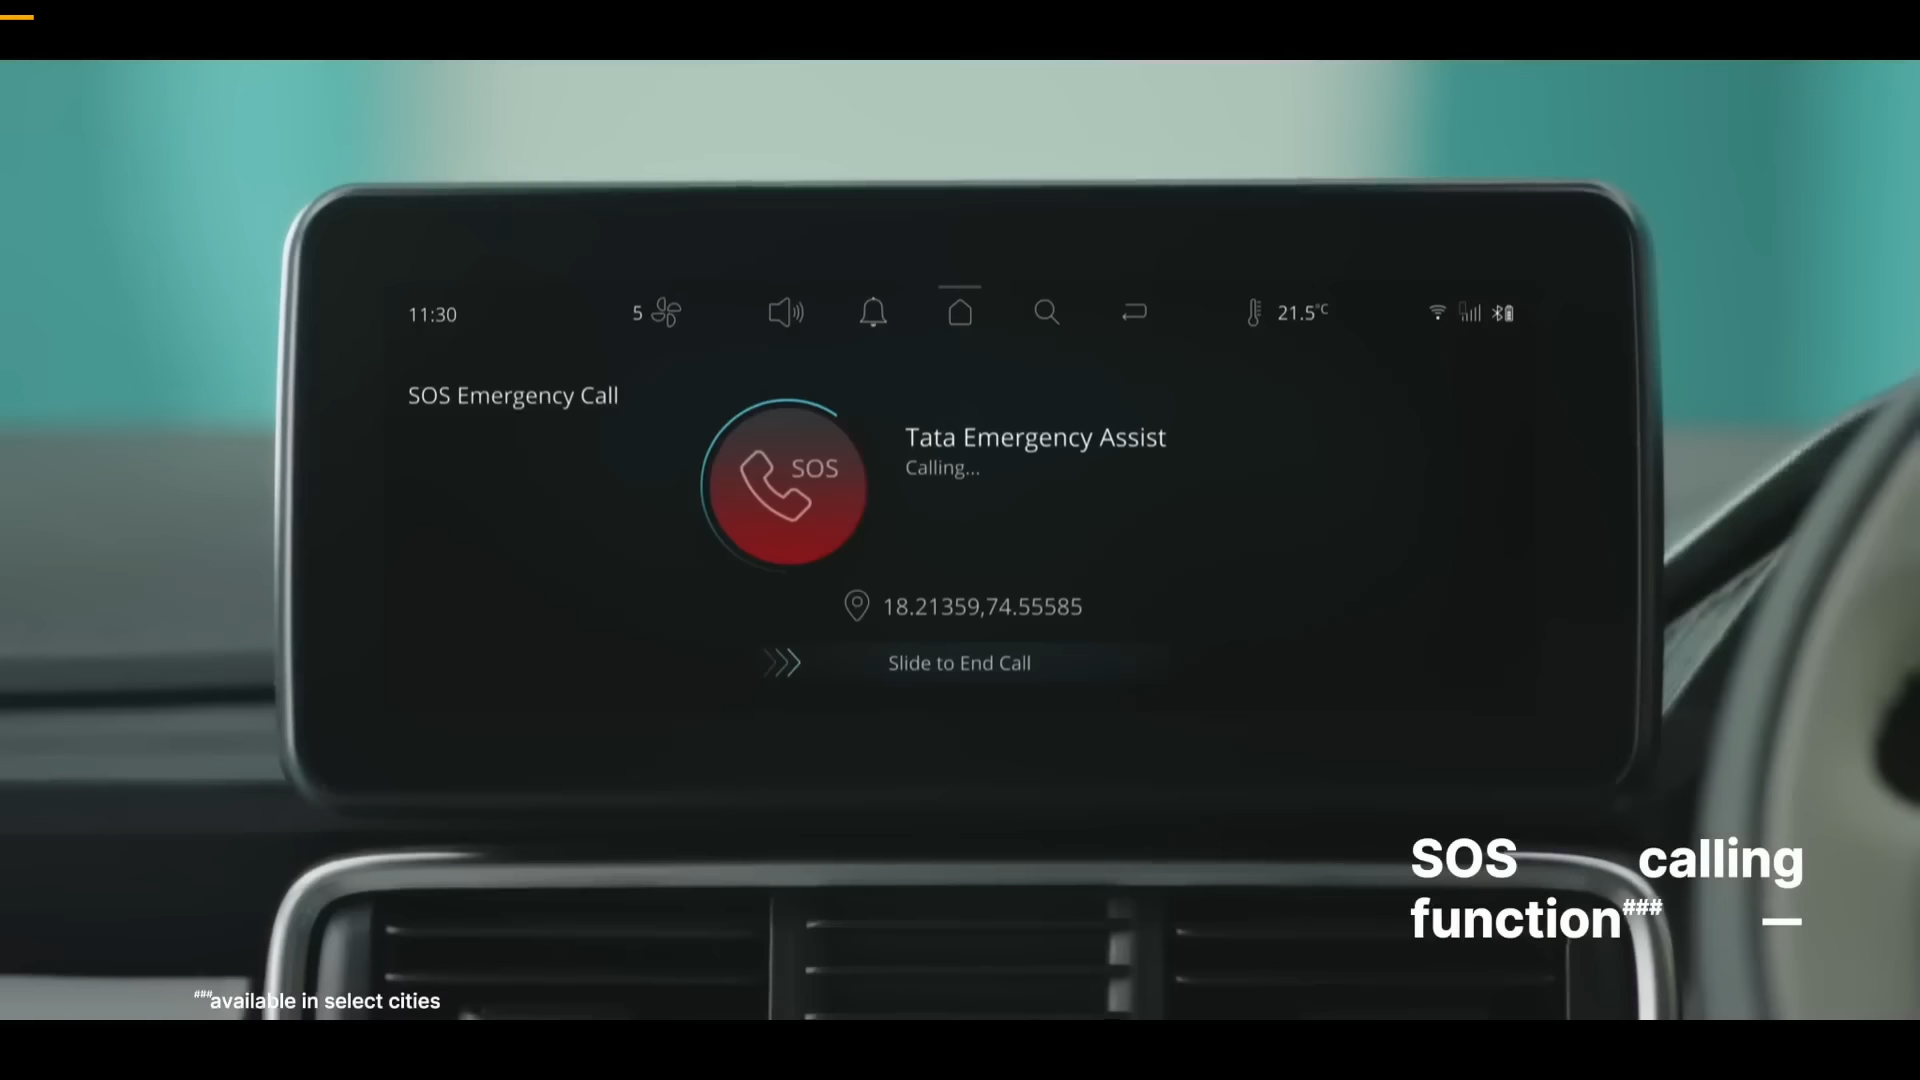 11:30
5
21.5°C
SOS Emergency Call
SOS
Tata Emergency Assist
Calling...
18.21359,74.55585
Slide to End Call
SOS calling
function###
###available in select cities